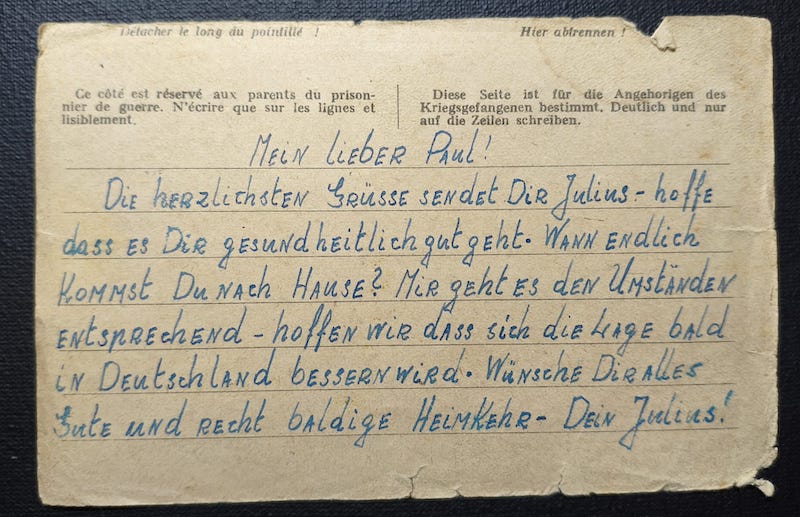 Détacher le long du pointillé ! Hier abtrennen !
Ce côté est réservé aux parents du prison-
nier de guerre. N'écrire que sur les lignes et
lisiblement.
Diese Seite ist für die Angehorigen des
Kriegsgefangenen bestimmt. Deutlich und nur
auf die Zeilen schreiben.
Mein lieber Paul!
Die herzlichsten Grüsse sendet Dir Julius - hoffe
dass es Dir gesundheitlich gut geht. Wann endlich
kommst Du nach Hause? Mir geht es den Umständen
entsprechend - hoffen wir dass sich die Lage bald
in Deutschland bessern wird. Wünsche Dir alles
Gute und recht baldige Heimkehr - Dein Julius!